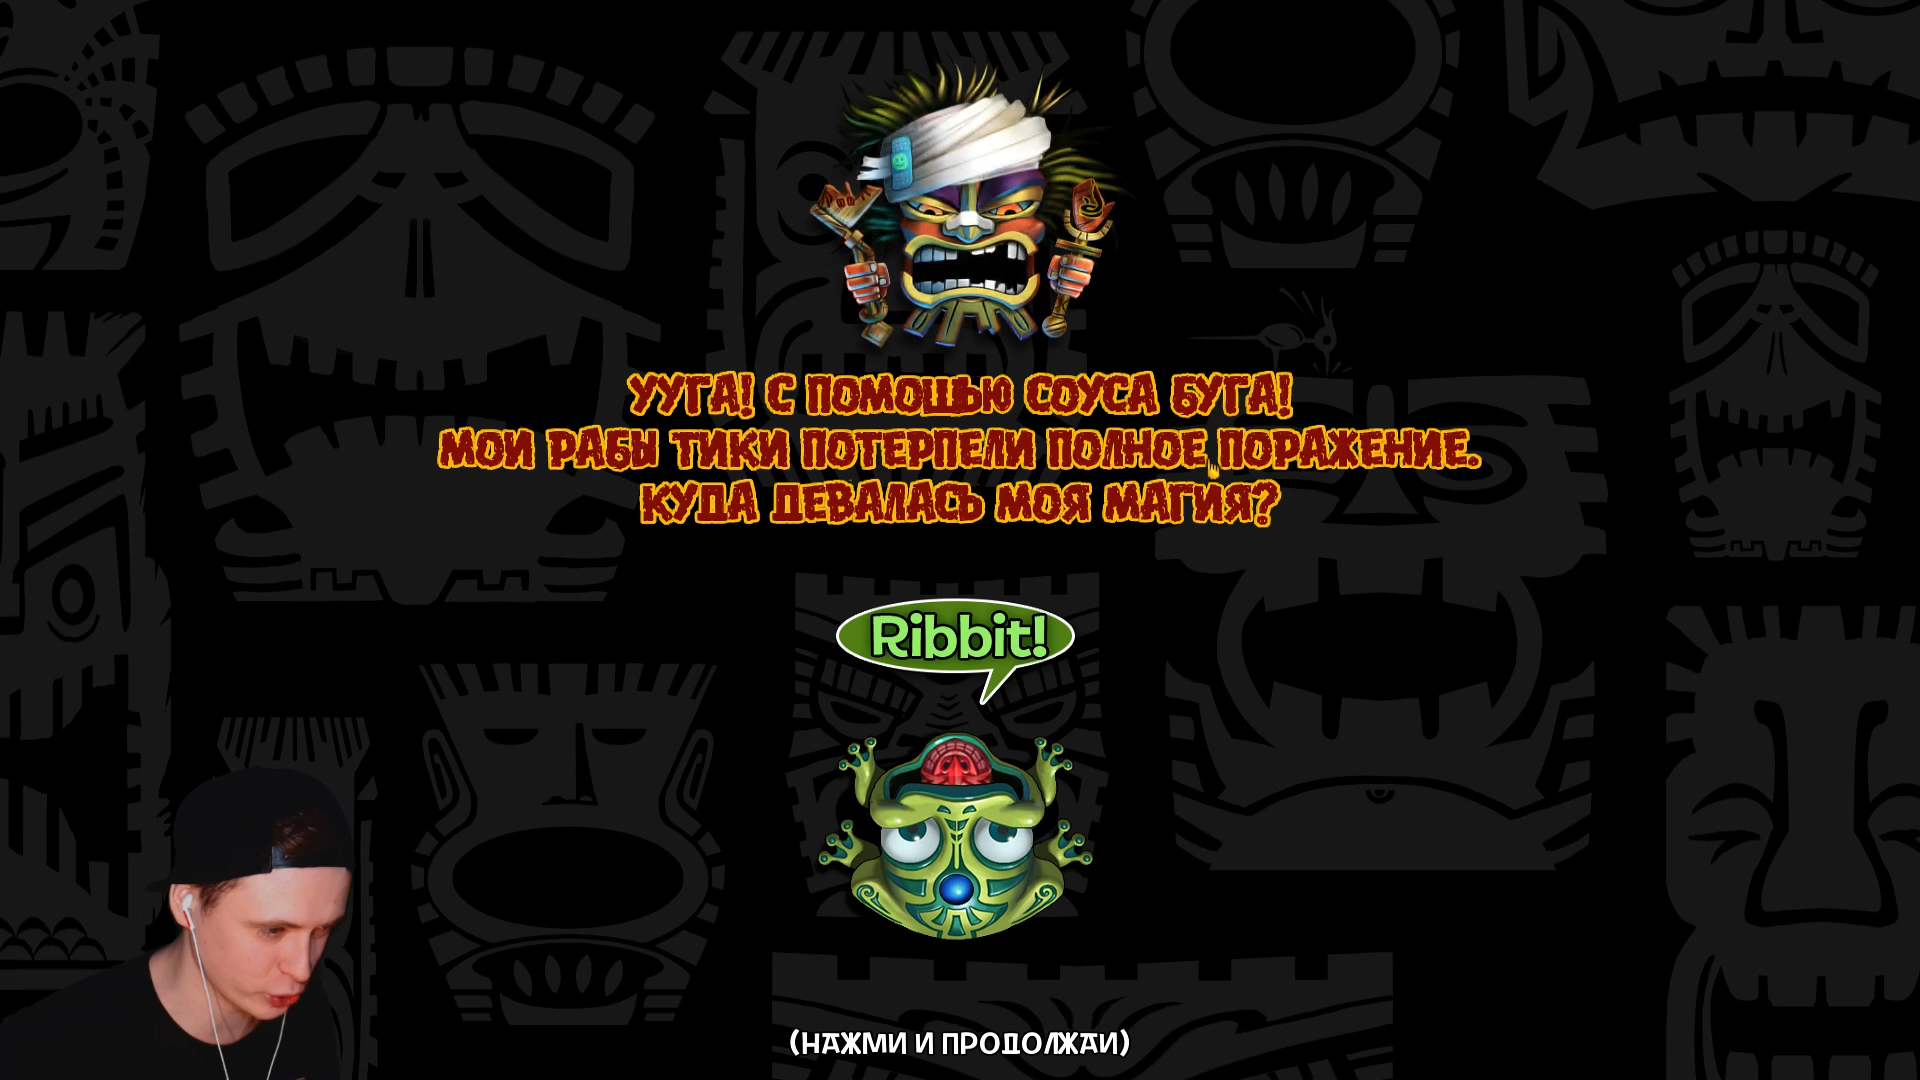 УУГА! С ПОМОЩЬЮ СОУСА БУГА!
МОИ РАБЫ ТИКИ ПОТЕРПЕЛИ ПОЛНОЕ ПОРАЖЕНИЕ.
КУДА ДЕВАЛАСЬ МОЯ МАГИЯ?
Ribbit!
(НАЖМИ И ПРОДОЛЖАЙ)